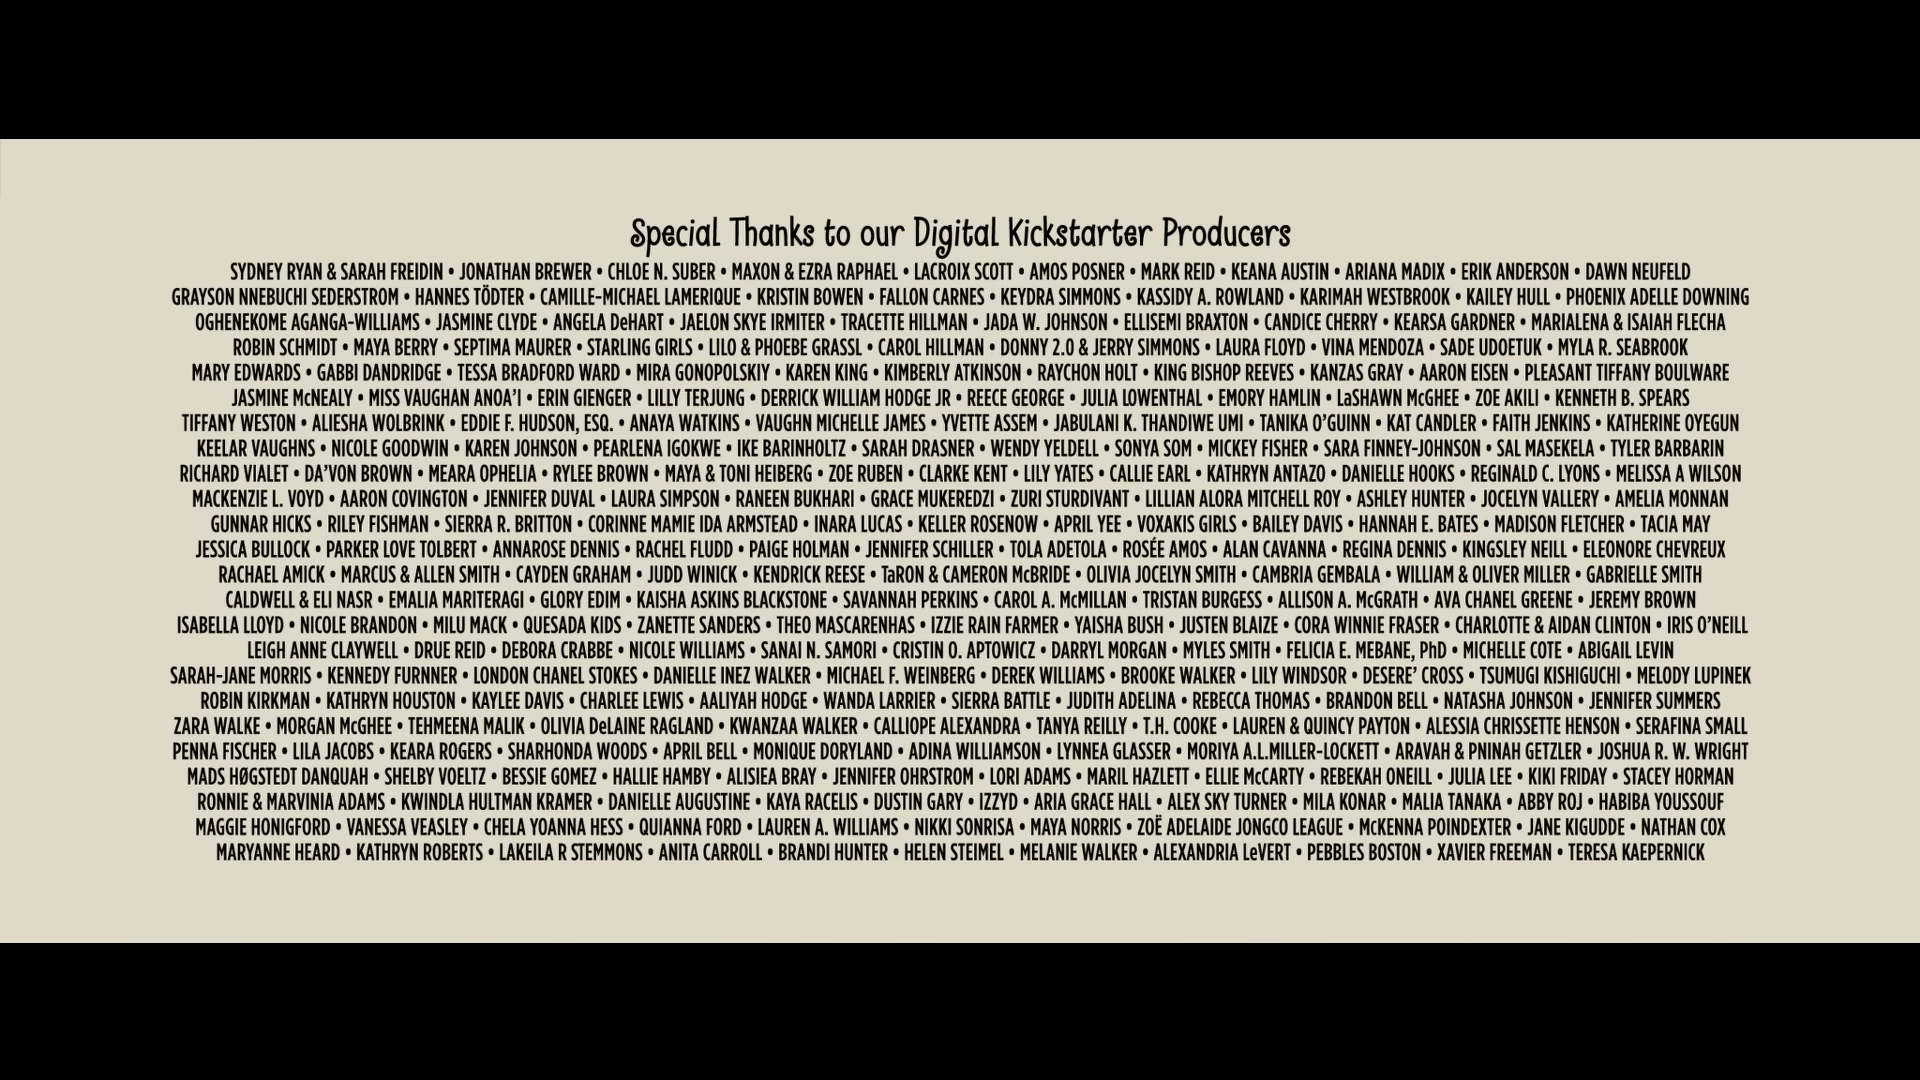 Special Thanks to our Digital Kickstarter Producers
SYDNEY RYAN & SARAH FREIDIN • JONATHAN BREWER • CHLOE N. SUBER • MAXON & EZRA RAPHAEL • LACROIX SCOTT • AMOS POSNER • MARK REID • KEANA AUSTIN • ARIANA MADIX • ERIK ANDERSON • DAWN NEUFELD
GRAYSON NNEBUCHI SEDERSTROM • HANNES TÖDTER • CAMILLE-MICHAEL LAMERIQUE • KRISTIN BOWEN • FALLON CARNES • KEYDRA SIMMONS • KASSIDY A. ROWLAND • KARIMAH WESTBROOK • KAILEY HULL • PHOENIX ADELLE DOWNING
OGHENEKOME AGANGA-WILLIAMS • JASMINE CLYDE • ANGELA DeHART • JAELON SKYE IRMITER • TRACETTE HILLMAN • JADA W. JOHNSON • ELLISEMI BRAXTON • CANDICE CHERRY • KEARSA GARDNER • MARIALENA & ISAIAH FLECHA
ROBIN SCHMIDT • MAYA BERRY • SEPTIMA MAURER • STARLING GIRLS • LILO & PHOEBE GRASSL • CAROL HILLMAN • DONNY 2.0 & JERRY SIMMONS • LAURA FLOYD • VINA MENDOZA • SADE UDOETUK • MYLA R. SEABROOK
MARY EDWARDS • GABBI DANDRIDGE • TESSA BRADFORD WARD • MIRA GONOPOLSKIY • KAREN KING • KIMBERLY ATKINSON • RAYCHON HOLT • KING BISHOP REEVES • KANZAS GRAY • AARON EISEN • PLEASANT TIFFANY BOULWARE
JASMINE McNEALY • MISS VAUGHAN ANOA'I • ERIN GIENGER • LILLY TERJUNG • DERRICK WILLIAM HODGE JR • REECE GEORGE • JULIA LOWENTHAL • EMORY HAMLIN • LaSHAWN McGHEE • ZOE AKILI • KENNETH B. SPEARS
TIFFANY WESTON • ALIESHA WOLBRINK • EDDIE F. HUDSON, ESQ. • ANAYA WATKINS • VAUGHN MICHELLE JAMES • YVETTE ASSEM • JABULANI K. THANDIWE UMI • TANIKA O'GUINN • KAT CANDLER • FAITH JENKINS • KATHERINE OYEGUN
KEELAR VAUGHNS • NICOLE GOODWIN • KAREN JOHNSON • PEARLENA IGOKWE • IKE BARINHOLTZ • SARAH DRASNER • WENDY YELDELL • SONYA SOM • MICKEY FISHER • SARA FINNEY-JOHNSON • SAL MASEKELA • TYLER BARBARIN
RICHARD VIALET • DA'VON BROWN • MEARA OPHELIA • RYLEE BROWN • MAYA & TONI HEIBERG • ZOE RUBEN • CLARKE KENT • LILY YATES • CALLIE EARL • KATHRYN ANTAZO • DANIELLE HOOKS • REGINALD C. LYONS • MELISSA A WILSON
MACKENZIE L. VOYD • AARON COVINGTON • JENNIFER DUVAL • LAURA SIMPSON • RANEEN BUKHARI • GRACE MUKEREDZI • ZURI STURDIVANT • LILLIAN ALORA MITCHELL ROY • ASHLEY HUNTER • JOCELYN VALLERY • AMELIA MONNAN
GUNNAR HICKS • RILEY FISHMAN • SIERRA R. BRITTON • CORINNE MAMIE IDA ARMSTEAD • INARA LUCAS • KELLER ROSENOW • APRIL YEE • VOXAKIS GIRLS • BAILEY DAVIS • HANNAH E. BATES • MADISON FLETCHER • TACIA MAY
JESSICA BULLOCK • PARKER LOVE TOLBERT • ANNAROSE DENNIS • RACHEL FLUDD • PAIGE HOLMAN • JENNIFER SCHILLER • TOLA ADETOLA • ROSÉE AMOS • ALAN CAVANNA • REGINA DENNIS • KINGSLEY NEILL • ELEONORE CHEVREUX
RACHAEL AMICK • MARCUS & ALLEN SMITH • CAYDEN GRAHAM • JUDD WINICK • KENDRICK REESE • TaRON & CAMERON McBRIDE • OLIVIA JOCELYN SMITH • CAMBRIA GEMBALA • WILLIAM & OLIVER MILLER • GABRIELLE SMITH
CALDWELL & ELI NASR • EMALIA MARITERAGI • GLORY EDIM • KAISHA ASKINS BLACKSTONE • SAVANNAH PERKINS • CAROL A. McMILLAN • TRISTAN BURGESS • ALLISON A. McGRATH • AVA CHANEL GREENE • JEREMY BROWN
ISABELLA LLOYD • NICOLE BRANDON • MILU MACK • QUESADA KIDS • ZANETTE SANDERS • THEO MASCARENHAS • IZZIE RAIN FARMER • YAISHA BUSH • JUSTEN BLAIZE • CORA WINNIE FRASER • CHARLOTTE & AIDAN CLINTON • IRIS O'NEILL
LEIGH ANNE CLAYWELL • DRUE REID • DEBORA CRABBE • NICOLE WILLIAMS • SANAI N. SAMORI • CRISTIN O. APTOWICZ • DARRYL MORGAN • MYLES SMITH • FELICIA E. MEBANE, PhD • MICHELLE COTE • ABIGAIL LEVIN
SARAH-JANE MORRIS • KENNEDY FURNNER • LONDON CHANEL STOKES • DANIELLE INEZ WALKER • MICHAEL F. WEINBERG • DEREK WILLIAMS • BROOKE WALKER • LILY WINDSOR • DESERE' CROSS • TSUMUGI KISHIGUCHI • MELODY LUPINEK
ROBIN KIRKMAN • KATHRYN HOUSTON • KAYLEE DAVIS • CHARLEE LEWIS • AALIYAH HODGE • WANDA LARRIER • SIERRA BATTLE • JUDITH ADELINA • REBECCA THOMAS • BRANDON BELL • NATASHA JOHNSON • JENNIFER SUMMERS
ZARA WALKE • MORGAN McGHEE • TEHMEENA MALIK • OLIVIA DeLAINE RAGLAND • KWANZAA WALKER • CALLIOPE ALEXANDRA • TANYA REILLY • T.H. COOKE • LAUREN & QUINCY PAYTON • ALESSIA CHRISSETTE HENSON • SERAFINA SMALL
PENNA FISCHER • LILA JACOBS • KEARA ROGERS • SHARHONDA WOODS • APRIL BELL • MONIQUE DORYLAND • ADINA WILLIAMSON • LYNNEA GLASSER • MORIYA A.L.MILLER-LOCKETT • ARAVAH & PNINAH GETZLER • JOSHUA R. W. WRIGHT
MADS HØGSTEDT DANQUAH • SHELBY VOELTZ • BESSIE GOMEZ • HALLIE HAMBY • ALISIEA BRAY • JENNIFER OHRSTROM • LORI ADAMS • MARIL HAZLETT • ELLIE McCARTY • REBEKAH ONEILL • JULIA LEE • KIKI FRIDAY • STACEY HORMAN
RONNIE & MARVINIA ADAMS • KWINDLA HULTMAN KRAMER • DANIELLE AUGUSTINE • KAYA RACELIS • DUSTIN GARY • IZZYD • ARIA GRACE HALL • ALEX SKY TURNER • MILA KONAR • MALIA TANAKA • ABBY ROJ • HABIBA YOUSSOUF
MAGGIE HONIGFORD • VANESSA VEASLEY • CHELA YOANNA HESS • QUIANNA FORD • LAUREN A. WILLIAMS • NIKKI SONRISA • MAYA NORRIS • ZOË ADELAIDE JONGCO LEAGUE • McKENNA POINDEXTER • JANE KIGUDDE • NATHAN COX
MARYANNE HEARD • KATHRYN ROBERTS • LAKEILA R STEMMONS • ANITA CARROLL • BRANDI HUNTER • HELEN STEIMEL • MELANIE WALKER • ALEXANDRIA LeVERT • PEBBLES BOSTON • XAVIER FREEMAN • TERESA KAEPERNICK